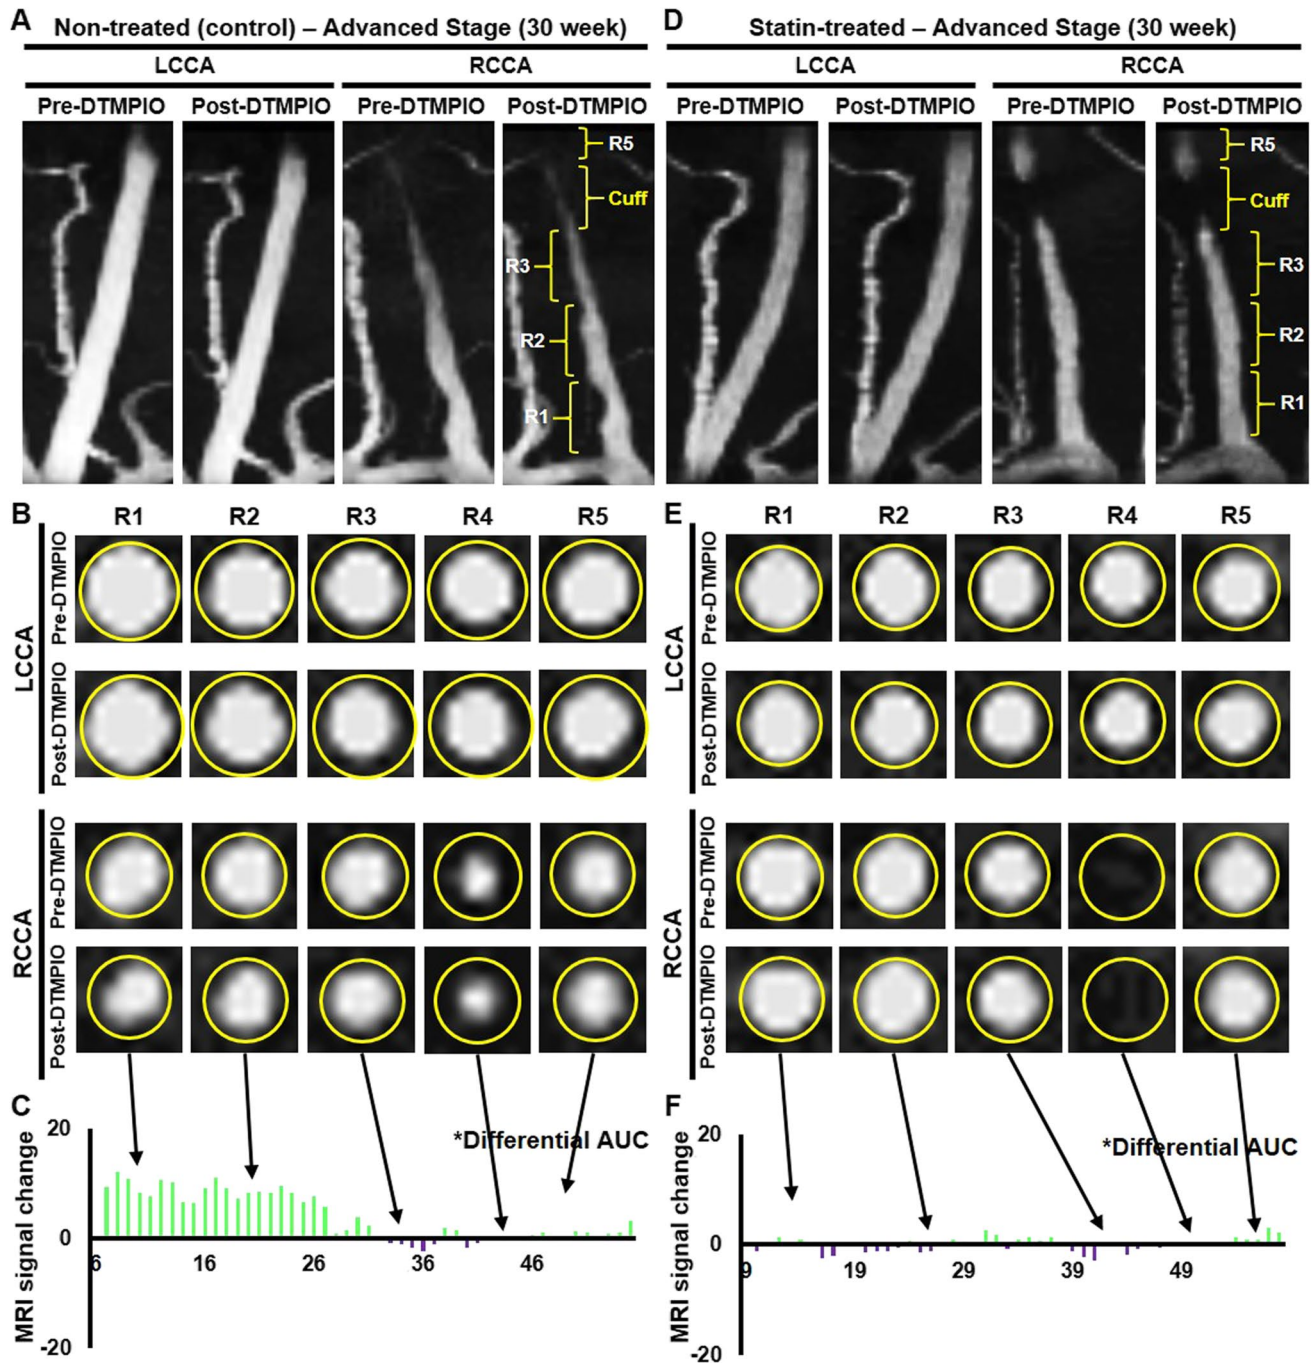 A Non-treated (control) – Advanced Stage (30 week)
LCCA RCCA
Pre-DTMPIO Post-DTMPIO Pre-DTMPIO Post-DTMPIO
R5
Cuff
R3
R2
R1
D Statin-treated – Advanced Stage (30 week)
LCCA RCCA
Pre-DTMPIO Post-DTMPIO Pre-DTMPIO Post-DTMPIO
R5
Cuff
R3
R2
R1
B R1 R2 R3 R4 R5
LCCA
Pre-DTMPIO
Post-DTMPIO
RCCA
Pre-DTMPIO
Post-DTMPIO
E R1 R2 R3 R4 R5
LCCA
Pre-DTMPIO
Post-DTMPIO
RCCA
Pre-DTMPIO
Post-DTMPIO
C
MRI signal change
20
*Differential AUC
0
6 16 26 36 46
-20
F
MRI signal change
20
*Differential AUC
0
9 19 29 39 49
-20